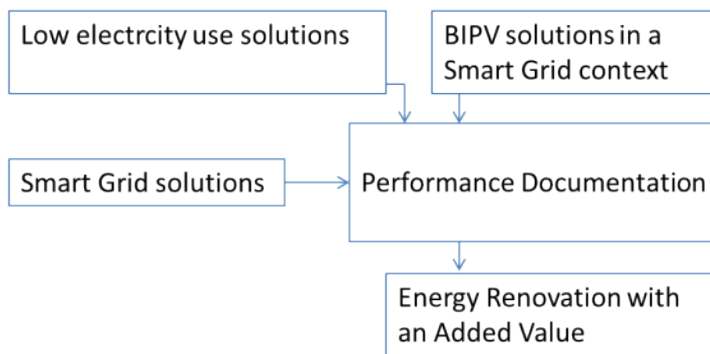 Low electrcity use solutions
BIPV solutions in a
Smart Grid context
Smart Grid solutions
Performance Documentation
Energy Renovation with
an Added Value